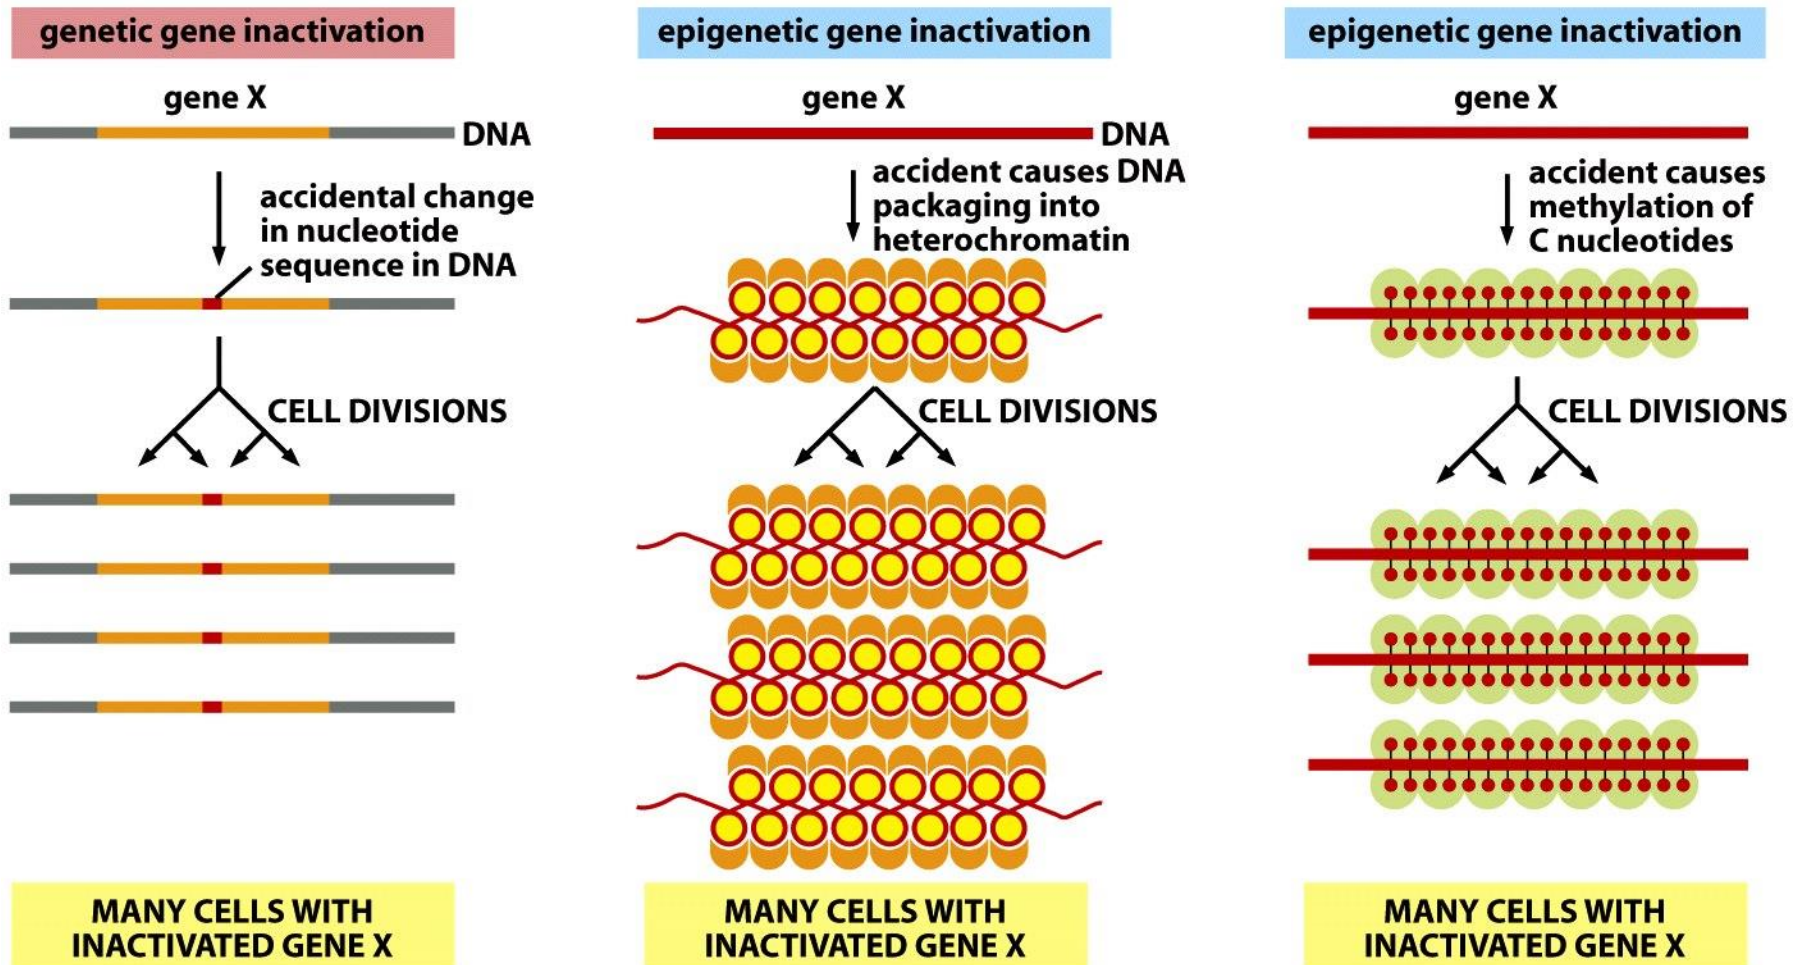 genetic gene inactivation
gene X
DNA
accidental change
in nucleotide
sequence in DNA
CELL DIVISIONS
MANY CELLS WITH
INACTIVATED GENE X
epigenetic gene inactivation
gene X
DNA
accident causes DNA
packaging into
heterochromatin
CELL DIVISIONS
MANY CELLS WITH
INACTIVATED GENE X
epigenetic gene inactivation
gene X
accident causes
methylation of
C nucleotides
CELL DIVISIONS
MANY CELLS WITH
INACTIVATED GENE X